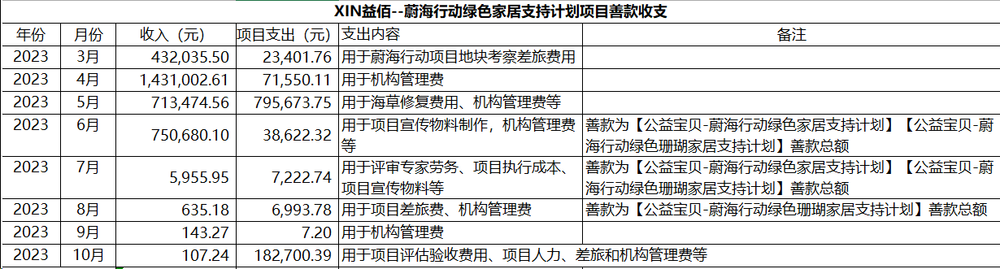 XIN益佰--蔚海行动绿色家居支持计划项目善款收支
年份 月份 收入（元） 项目支出（元） 支出内容 备注
2023 3月 432,035.50 23,401.76 用于蔚海行动项目地块考察差旅费用
2023 4月 1,431,002.61 71,550.11 用于机构管理费
2023 5月 713,474.56 795,673.75 用于海草修复费用、机构管理费等
2023 6月 750,680.10 38,622.32 用于项目宣传物料制作，机构管理费 善款为【公益宝贝-蔚海行动绿色家居支持计划】【公益宝贝-蔚
等 海行动绿色珊瑚家居支持计划】善款总额
2023 7月 5,955.95 7,222.74 用于评审专家劳务、项目执行成本、 善款为【公益宝贝-蔚海行动绿色家居支持计划】【公益宝贝-蔚
项目宣传物料等 海行动绿色珊瑚家居支持计划】善款总额
2023 8月 635.18 6,993.78 用于项目差旅费、机构管理费 善款为【公益宝贝-蔚海行动绿色珊瑚家居支持计划】善款总额
2023 9月 143.27 7.20 用于机构管理费
2023 10月 107.24 182,700.39 用于项目评估验收费用、项目人力、差旅和机构管理费等